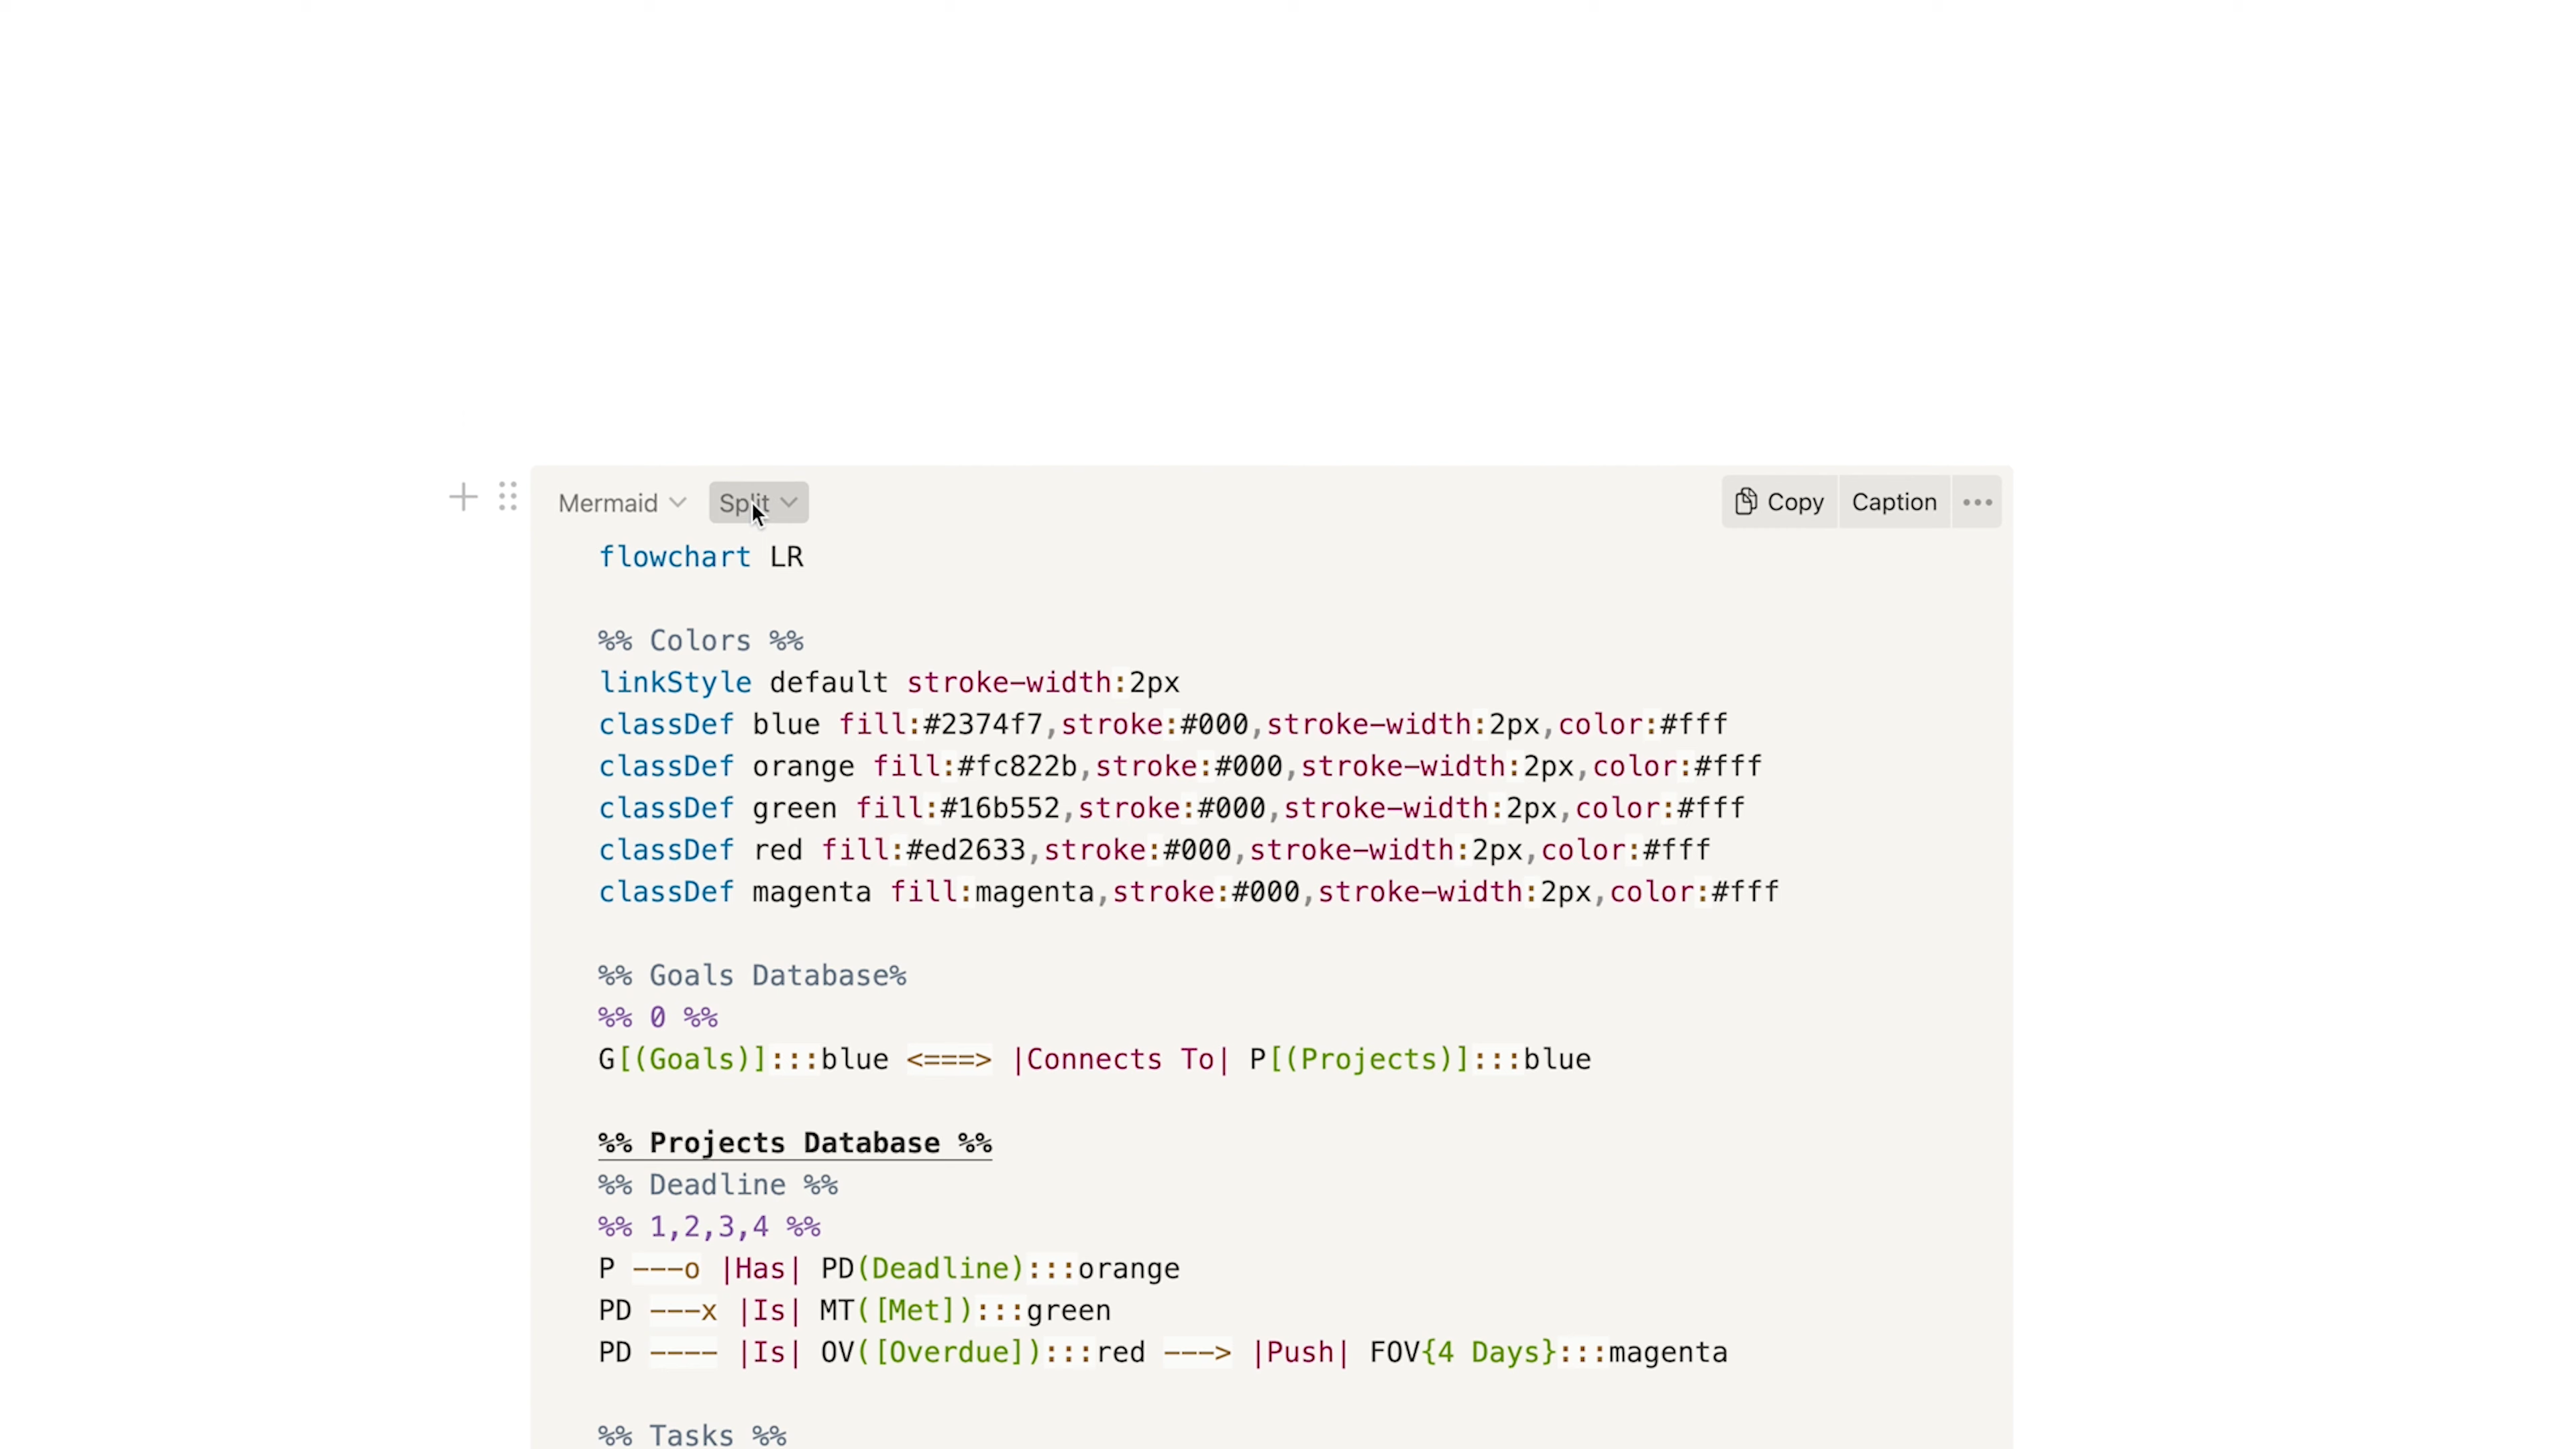 Mermaid Split Copy Caption
flowchart LR
%% Colors %%
linkStyle default stroke-width:2px
classDef blue fill:#2374f7,stroke:#000,stroke-width:2px,color:#fff
classDef orange fill:#fc822b,stroke:#000,stroke-width:2px,color:#fff
classDef green fill:#16b552,stroke:#000,stroke-width:2px,color:#fff
classDef red fill:#ed2633,stroke:#000,stroke-width:2px,color:#fff
classDef magenta fill:magenta,stroke:#000,stroke-width:2px,color:#fff
%% Goals Database%
%% 0 %%
G[(Goals)]:::blue <===> |Connects To| P[(Projects)]:::blue
%% Projects Database %%
%% Deadline %%
%% 1,2,3,4 %%
P ---o |Has| PD(Deadline):::orange
PD ---x |Is| MT([Met]):::green
PD ---- |Is| OV([Overdue]):::red ---> |Push| FOV{4 Days}:::magenta
%% Tasks %%